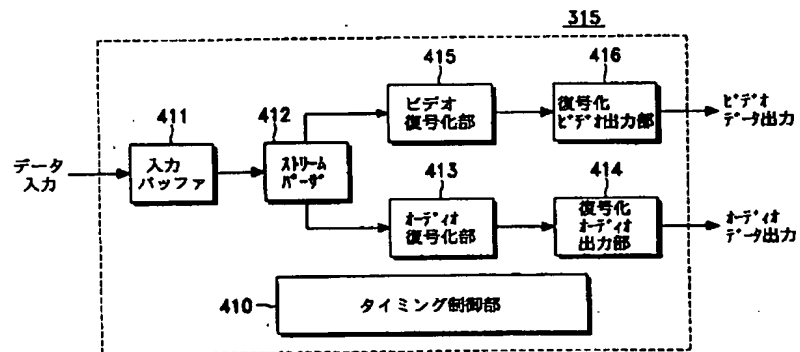 315
415
416
ビデオ
復号化部
復号化
ビデオ出力部
ビデオ
データ出力
411
412
データ
入力
入力
バッファ
ストリーム
パーザ
413
414
オーディオ
復号化部
復号化
オーディオ
出力部
オーディオ
データ出力
410
タイミング制御部